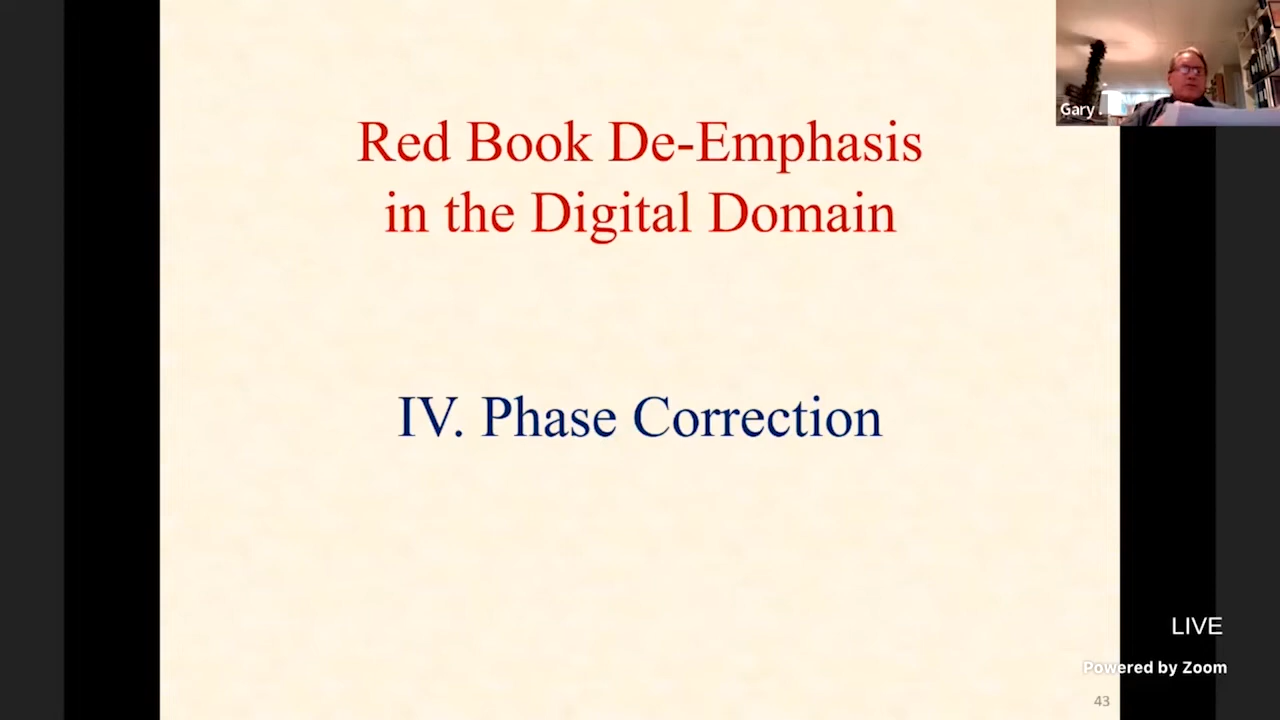 Red Book De-Emphasis
in the Digital Domain
IV. Phase Correction
Gary
LIVE
Powered by Zoom
43